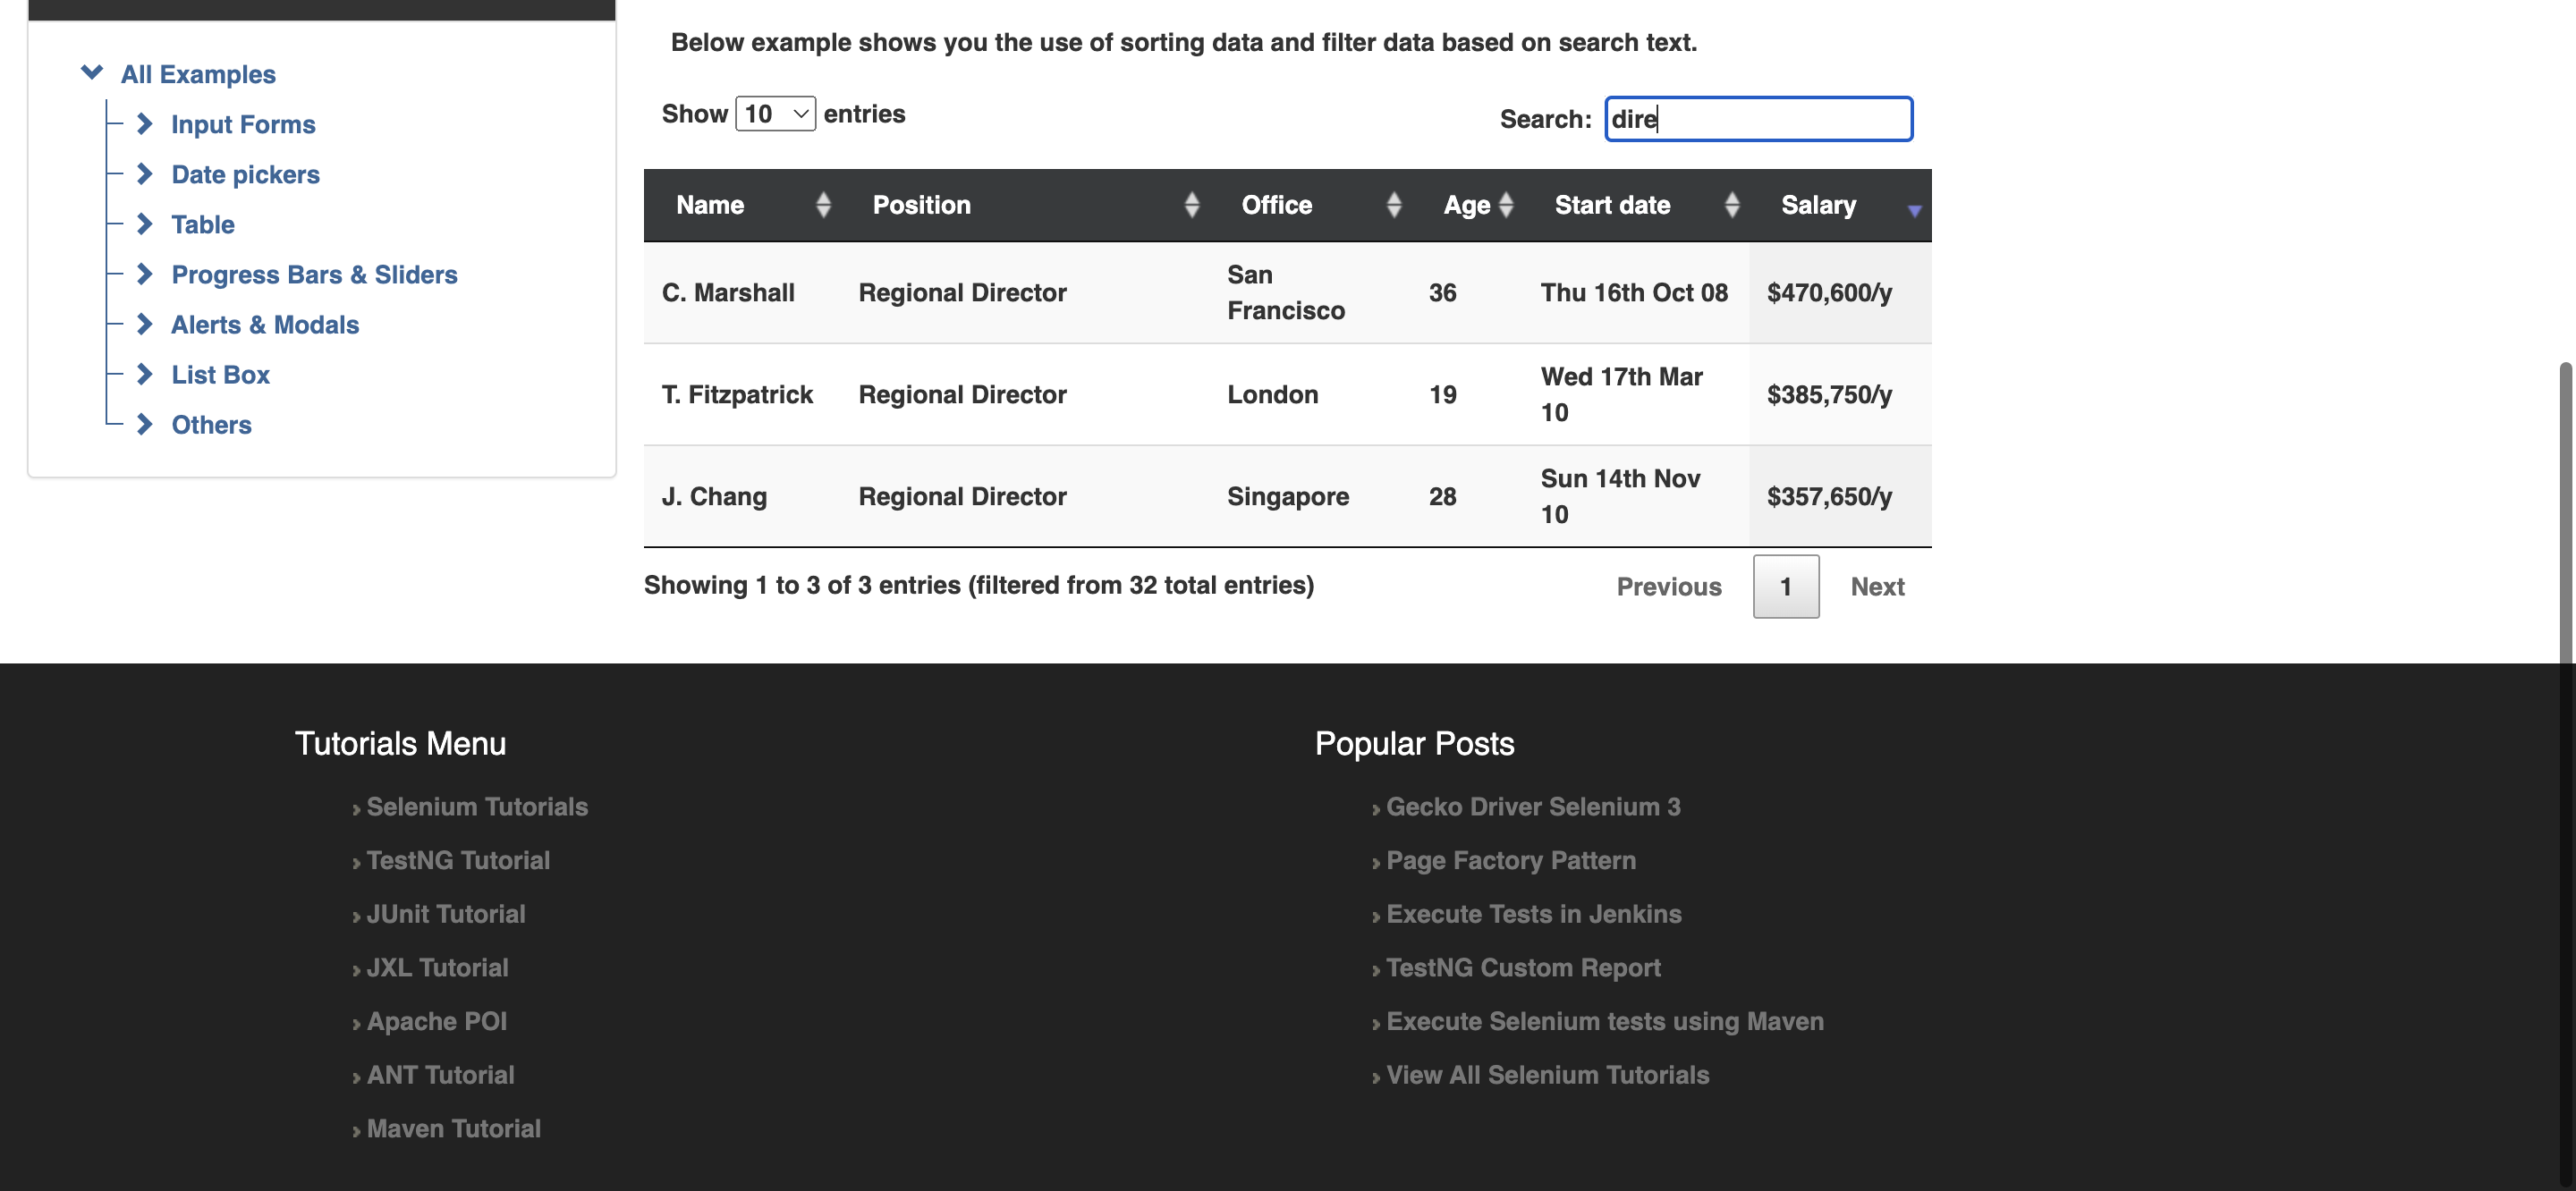 All Examples
Input Forms
Date pickers
Table
Progress Bars & Sliders
Alerts & Modals
List Box
Others
Below example shows you the use of sorting data and filter data based on search text.
Show 10 entries
Search: dire
Name Position Office Age Start date Salary
C. Marshall Regional Director San Francisco 36 Thu 16th Oct 08 $470,600/y
T. Fitzpatrick Regional Director London 19 Wed 17th Mar 10 $385,750/y
J. Chang Regional Director Singapore 28 Sun 14th Nov 10 $357,650/y
Showing 1 to 3 of 3 entries (filtered from 32 total entries)
Previous 1 Next
Tutorials Menu
Selenium Tutorials
TestNG Tutorial
JUnit Tutorial
JXL Tutorial
Apache POI
ANT Tutorial
Maven Tutorial
Popular Posts
Gecko Driver Selenium 3
Page Factory Pattern
Execute Tests in Jenkins
TestNG Custom Report
Execute Selenium tests using Maven
View All Selenium Tutorials